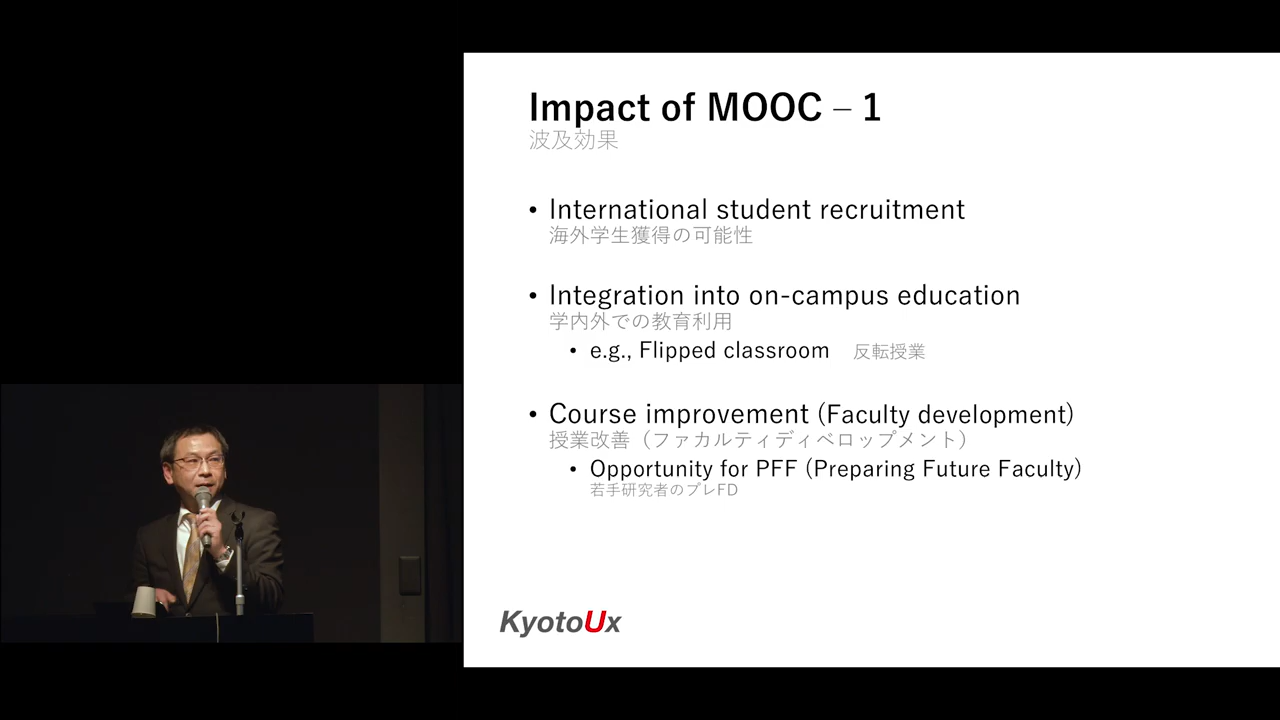 Impact of MOOC – 1
波及効果
• International student recruitment
海外学生獲得の可能性
• Integration into on-campus education
学内外での教育利用
• e.g., Flipped classroom 反転授業
• Course improvement (Faculty development)
授業改善（ファカルティディベロップメント）
• Opportunity for PFF (Preparing Future Faculty)
若手研究者のプレFD
KyotoUx